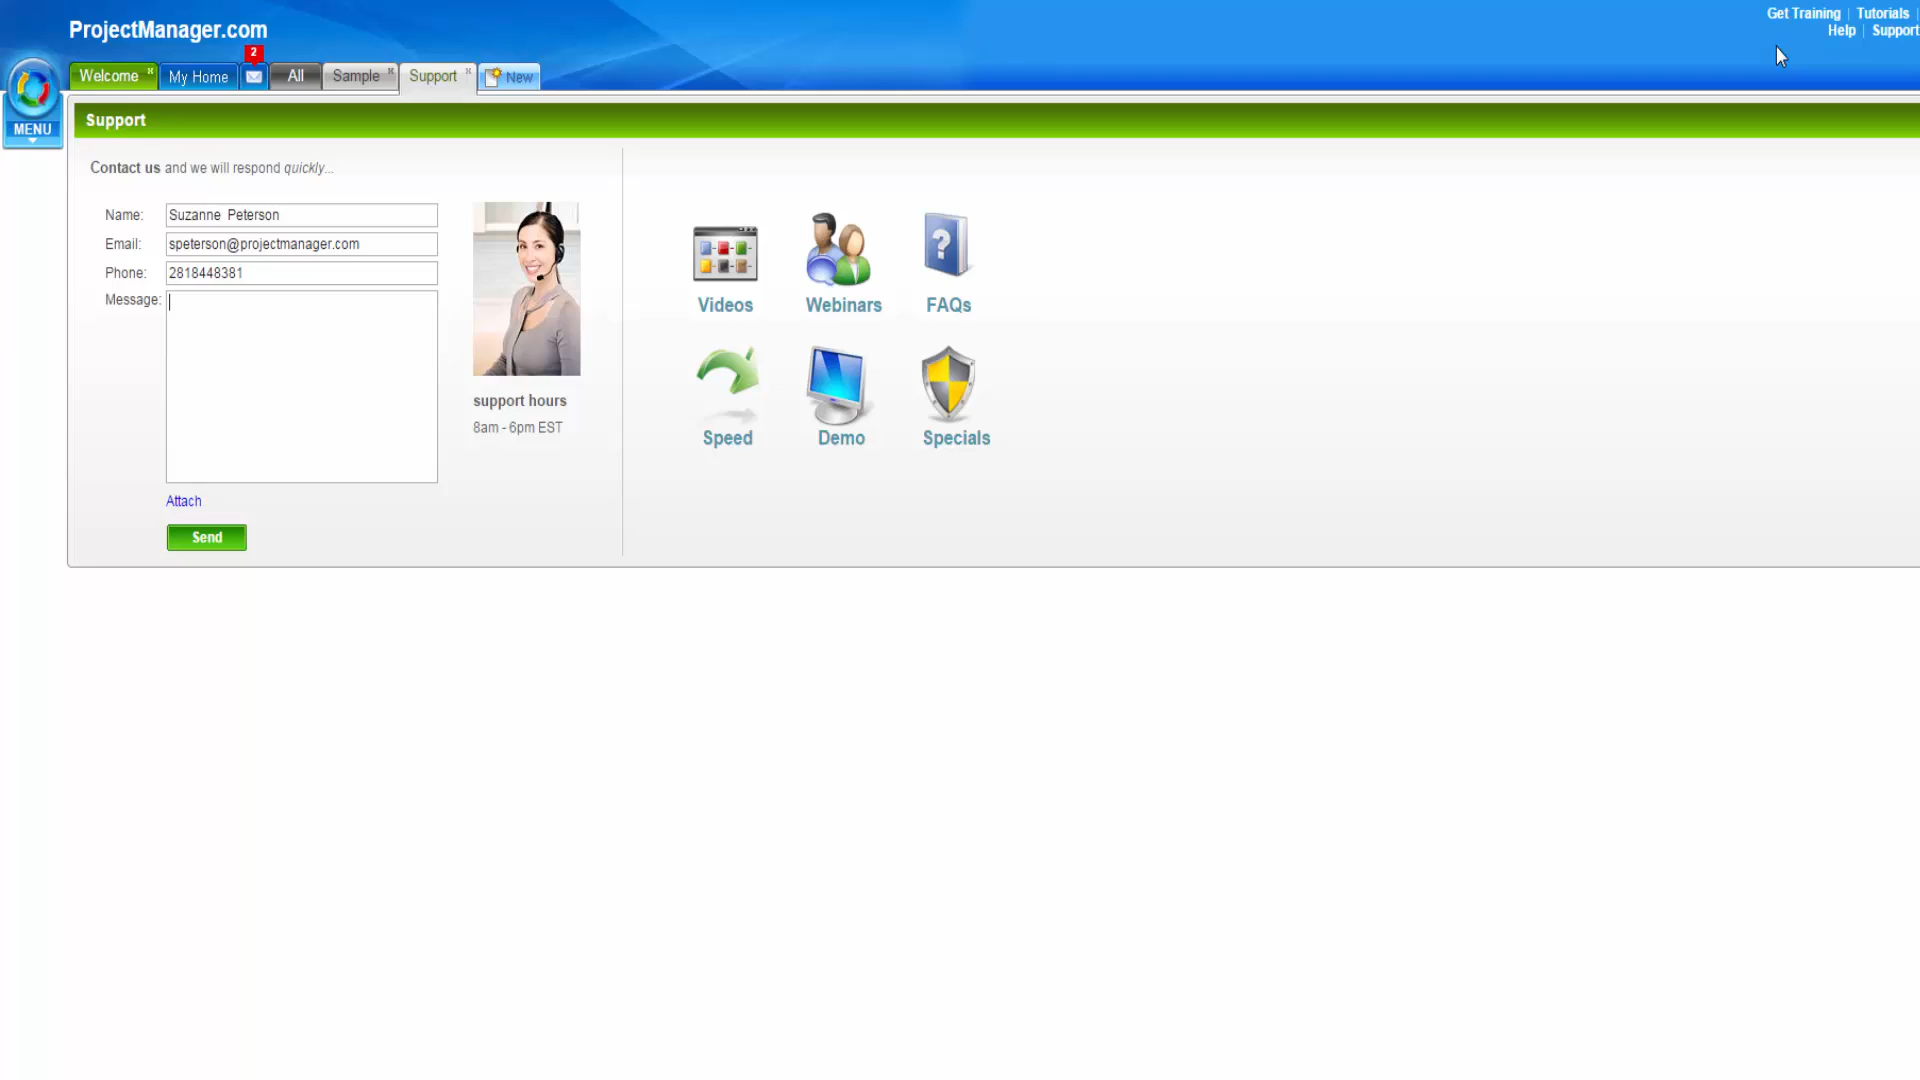 ProjectManager.com
Get Training | Tutorials |
Help | Support
2
Welcome x My Home All Sample x Support x New
MENU
Support
Contact us and we will respond quickly...
Name: Suzanne Peterson
Email: speterson@projectmanager.com
Phone: 2818448381
Message:
support hours
8am - 6pm EST
Attach
Send
Videos Webinars FAQs
?
Speed Demo Specials